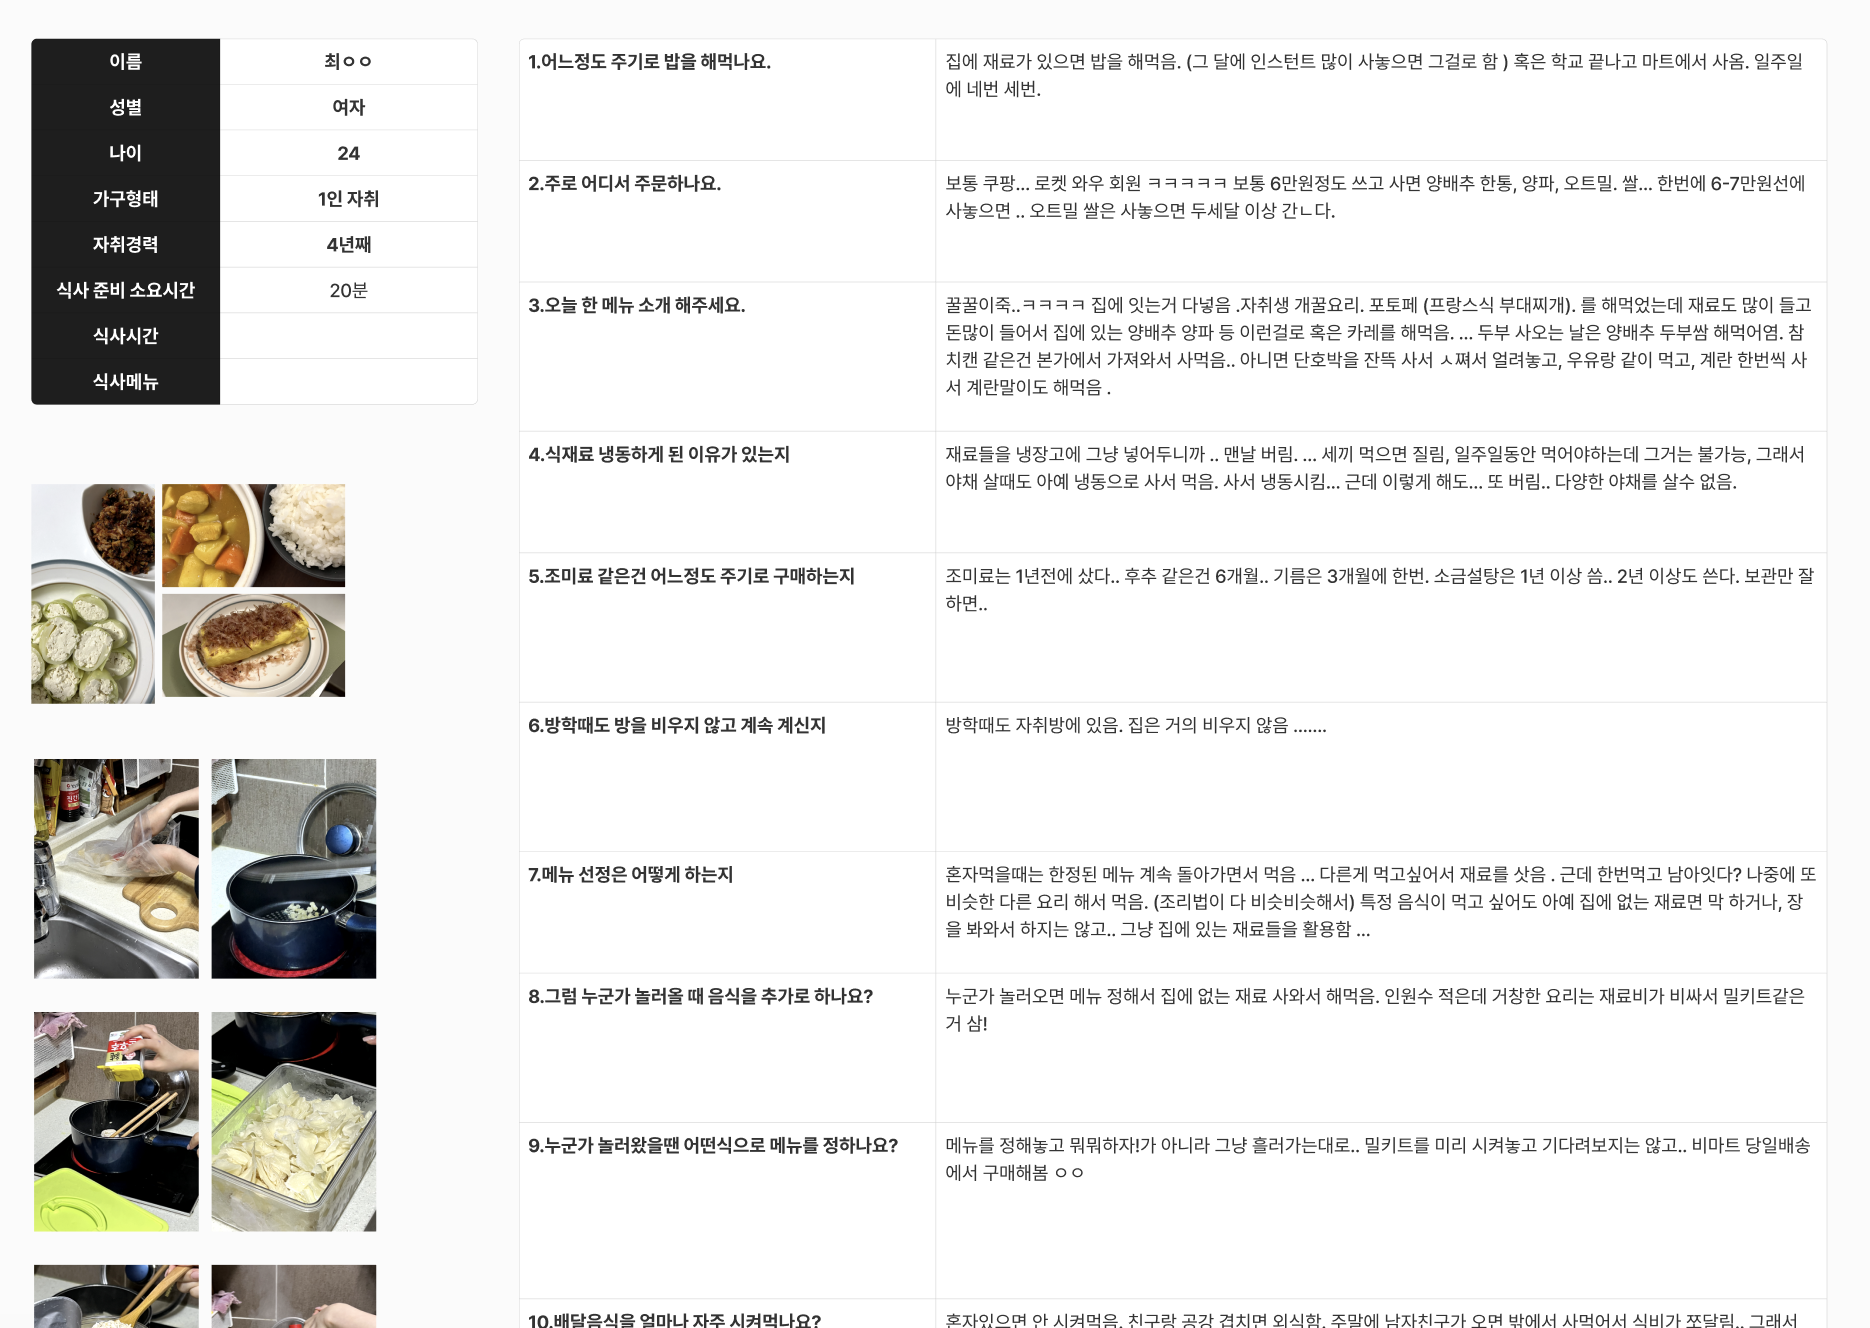 이름 최ㅇㅇ
성별 여자
나이 24
가구형태 1인 자취
자취경력 4년째
식사 준비 소요시간 20분
식사시간
식사메뉴
1.어느정도 주기로 밥을 해먹나요.
집에 재료가 있으면 밥을 해먹음. (그 달에 인스턴트 많이 사놓으면 그걸로 함 ) 혹은 학교 끝나고 마트에서 사옴. 일주일
에 네번 세번.
2.주로 어디서 주문하나요.
보통 쿠팡... 로켓 와우 회원 ㅋㅋㅋㅋㅋ 보통 6만원정도 쓰고 사면 양배추 한통, 양파, 오트밀. 쌀... 한번에 6-7만원선에
사놓으면 .. 오트밀 쌀은 사놓으면 두세달 이상 간ㄴ다.
3.오늘 한 메뉴 소개 해주세요.
꿀꿀이죽..ㅋㅋㅋㅋ 집에 잇는거 다넣음 .자취생 개꿀요리. 포토페 (프랑스식 부대찌개). 를 해먹었는데 재료도 많이 들고
돈많이 들어서 집에 있는 양배추 양파 등 이런걸로 혹은 카레를 해먹음. ... 두부 사오는 날은 양배추 두부쌈 해먹어염. 참
치캔 같은건 본가에서 가져와서 사먹음.. 아니면 단호박을 잔뜩 사서 ㅅ쪄서 얼려놓고, 우유랑 같이 먹고, 계란 한번씩 사
서 계란말이도 해먹음 .
4.식재료 냉동하게 된 이유가 있는지
재료들을 냉장고에 그냥 넣어두니까 .. 맨날 버림. ... 세끼 먹으면 질림, 일주일동안 먹어야하는데 그거는 불가능, 그래서
야채 살때도 아예 냉동으로 사서 먹음. 사서 냉동시킴... 근데 이렇게 해도... 또 버림.. 다양한 야채를 살수 없음.
5.조미료 같은건 어느정도 주기로 구매하는지
조미료는 1년전에 샀다.. 후추 같은건 6개월.. 기름은 3개월에 한번. 소금설탕은 1년 이상 씀.. 2년 이상도 쓴다. 보관만 잘
하면..
6.방학때도 방을 비우지 않고 계속 계신지
방학때도 자취방에 있음. 집은 거의 비우지 않음 .......
7.메뉴 선정은 어떻게 하는지
혼자먹을때는 한정된 메뉴 계속 돌아가면서 먹음 ... 다른게 먹고싶어서 재료를 삿음 . 근데 한번먹고 남아잇다? 나중에 또
비슷한 다른 요리 해서 먹음. (조리법이 다 비슷비슷해서) 특정 음식이 먹고 싶어도 아예 집에 없는 재료면 막 하거나, 장
을 봐와서 하지는 않고.. 그냥 집에 있는 재료들을 활용함 ...
8.그럼 누군가 놀러올 때 음식을 추가로 하나요?
누군가 놀러오면 메뉴 정해서 집에 없는 재료 사와서 해먹음. 인원수 적은데 거창한 요리는 재료비가 비싸서 밀키트같은
거 삼!
9.누군가 놀러왔을땐 어떤식으로 메뉴를 정하나요?
메뉴를 정해놓고 뭐뭐하자!가 아니라 그냥 흘러가는대로.. 밀키트를 미리 시켜놓고 기다려보지는 않고.. 비마트 당일배송
에서 구매해봄 ㅇㅇ
10.배달음식을 얼마나 자주 시켜먹나요?
혼자있으면 안 시켜먹음. 친구랑 공강 겹치면 외식함. 주말에 남자친구가 오면 밖에서 사먹어서 식비가 쪼달림.. 그래서